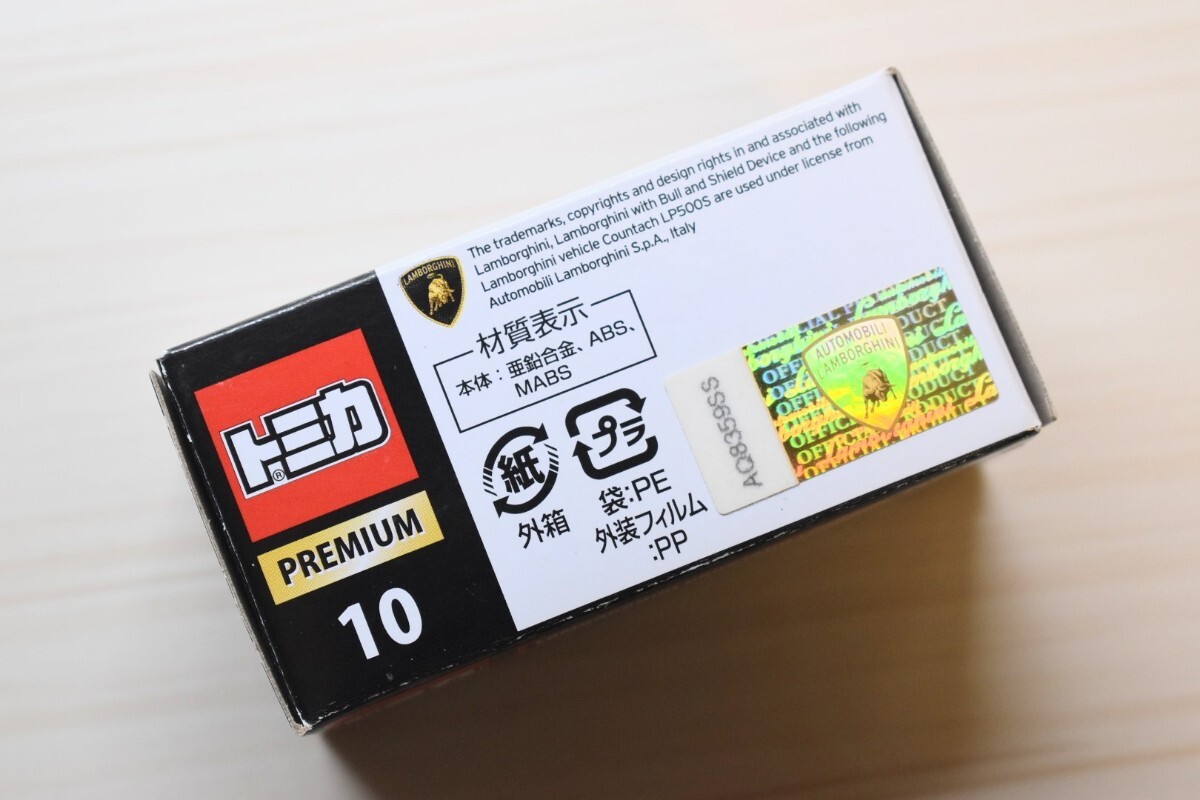 The trademarks, copyrights and design rights in and associated with
Lamborghini, Lamborghini with Bull and Shield Device and the following
Lamborghini vehicle Countach LP500S are used under license from
Automobili Lamborghini S.p.A., Italy
LAMBORGHINI
材質表示
本体：亜鉛合金、ABS、
MABS
紙
外箱
プラ
袋:PE
外装フィルム
:PP
AQ8359SS
AUTOMOBILI
LAMBORGHINI
OFFICIAL PRODUCT
トミカ®
PREMIUM
10